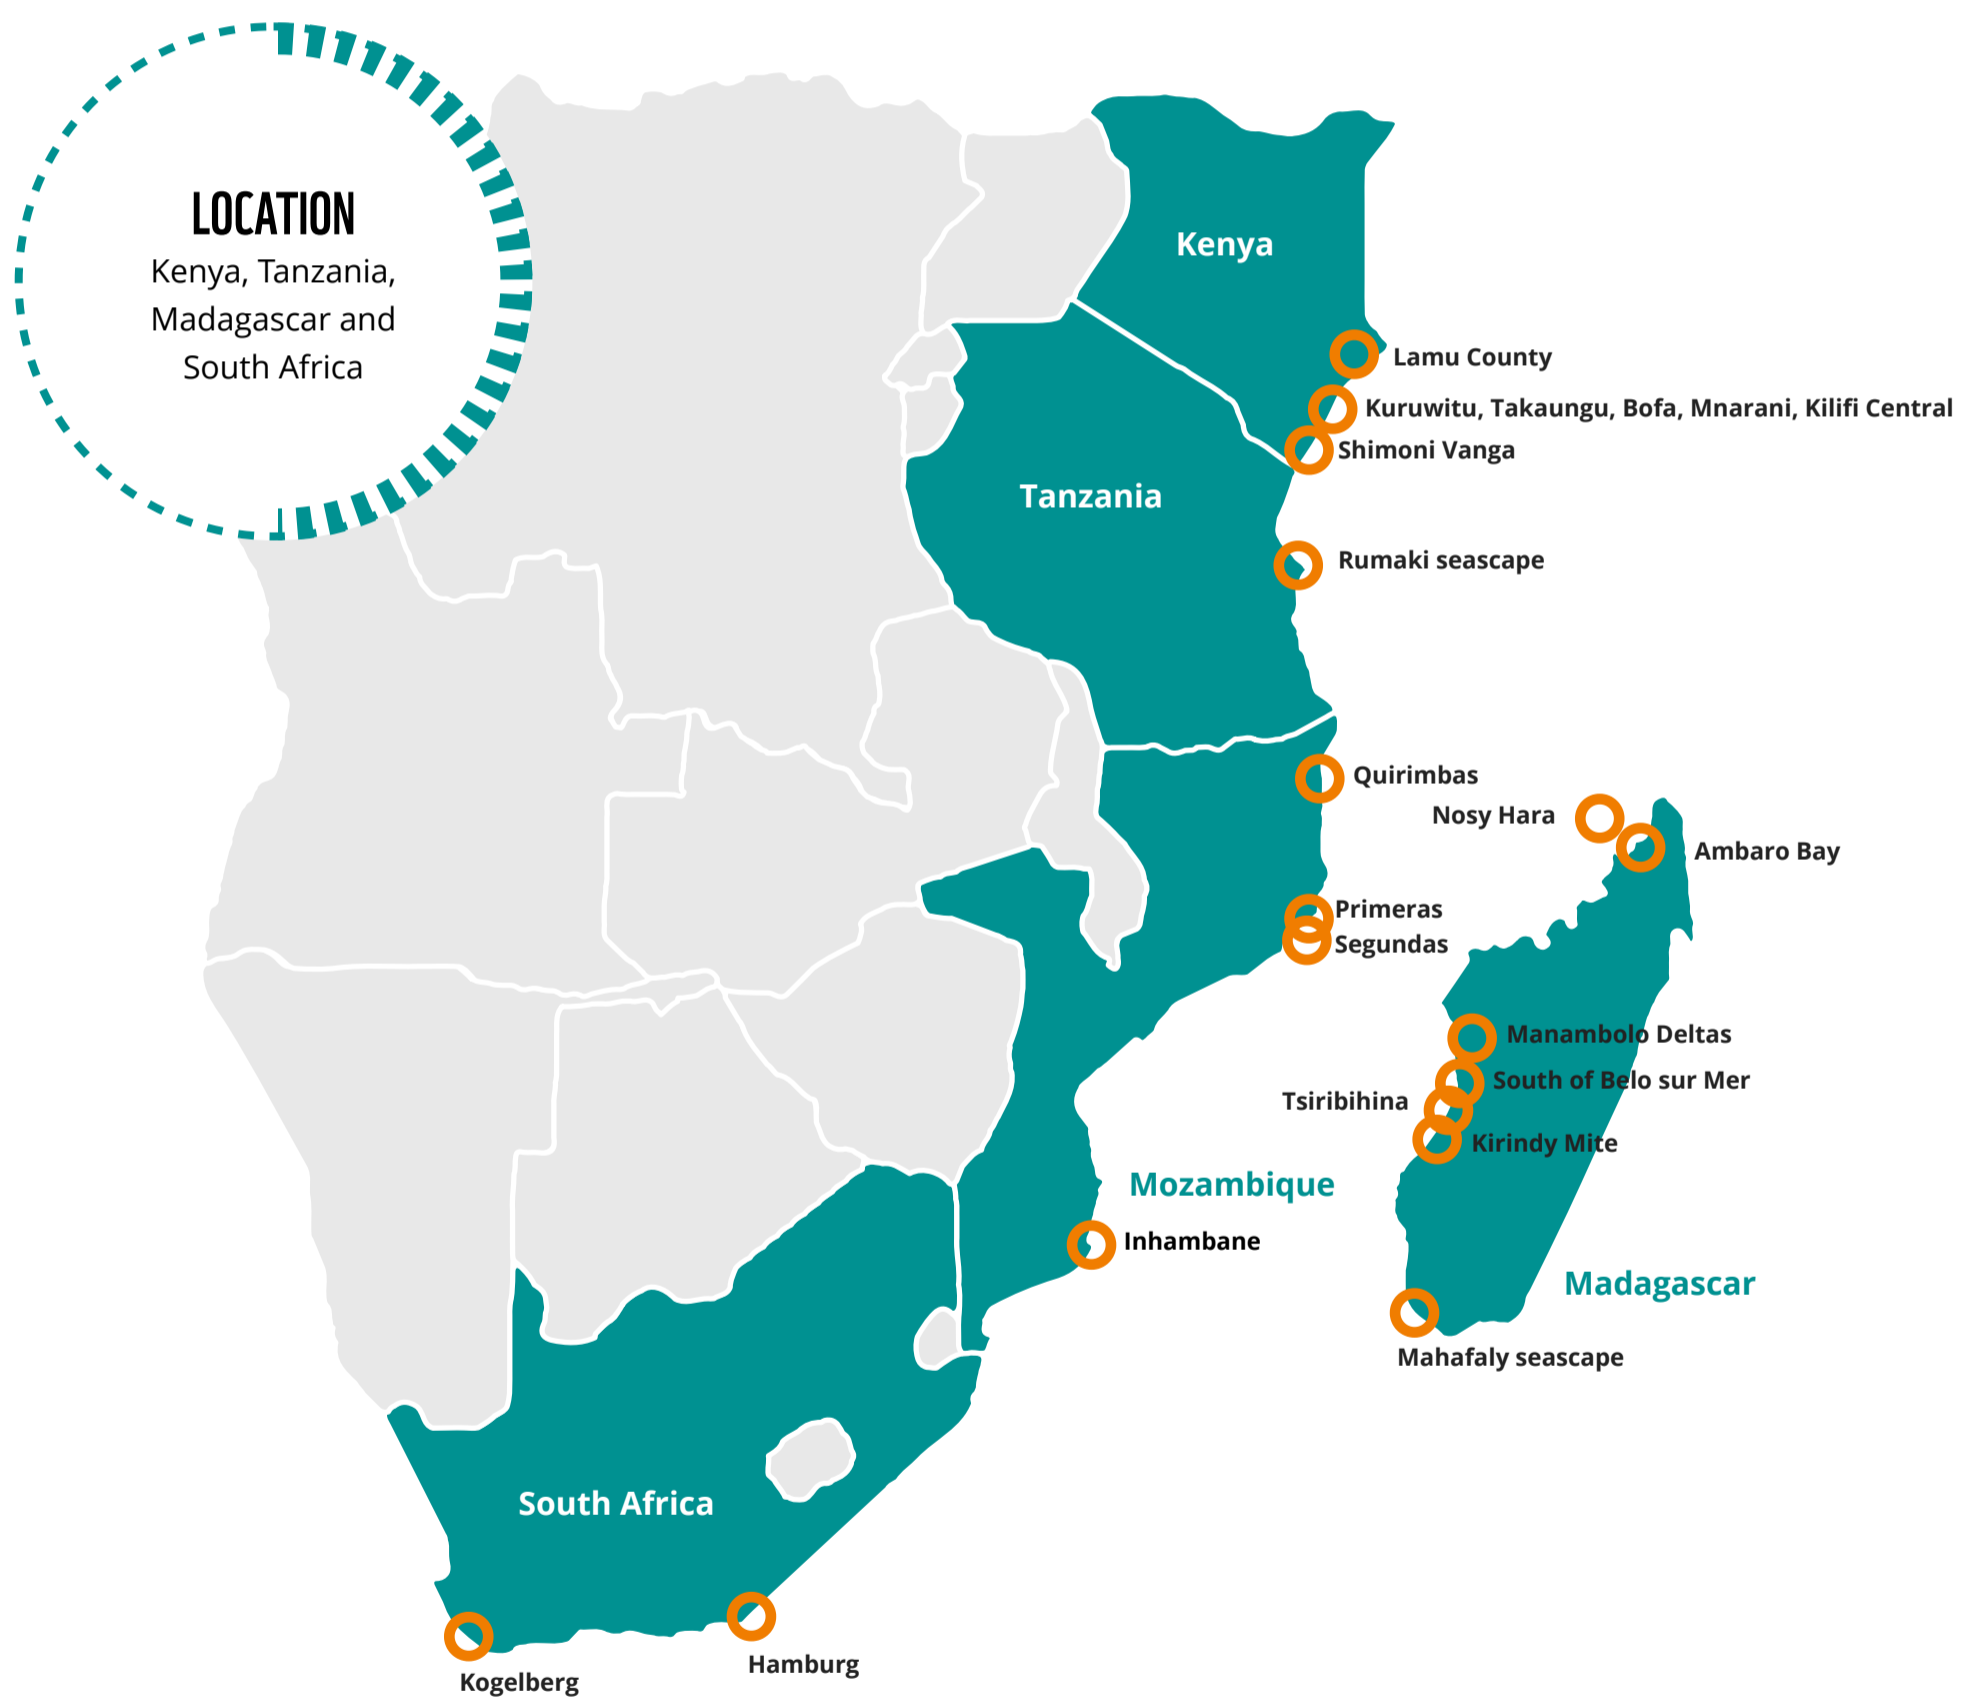 LOCATION
Kenya, Tanzania,
Madagascar and
South Africa
Kenya
Lamu County
Kuruwitu, Takaungu, Bofa, Mnarani, Kilifi Central
Shimoni Vanga
Tanzania
Rumaki seascape
Quirimbas
Nosy Hara
Ambaro Bay
Primeras
Segundas
Manambolo Deltas
South of Belo sur Mer
Tsiribihina
Kirindy Mite
Mozambique
Inhambane
Madagascar
Mahafaly seascape
South Africa
Hamburg
Kogelberg